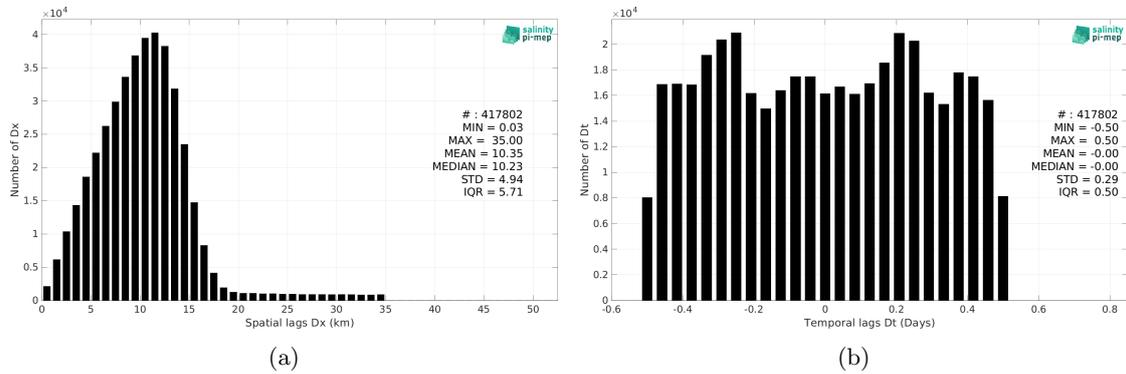 ×10⁴
4
3.5
3
2.5
2
1.5
1
0.5
0
Number of Dx
salinity
pi-mep
# : 417802
MIN = 0.03
MAX = 35.00
MEAN = 10.35
MEDIAN = 10.23
STD = 4.94
IQR = 5.71
0 5 10 15 20 25 30 35 40 45 50
Spatial lags Dx (km)
(a)
×10⁴
2
1.8
1.6
1.4
1.2
1
0.8
0.6
0.4
0.2
0
Number of Dt
salinity
pi-mep
# : 417802
MIN = -0.50
MAX = 0.50
MEAN = -0.00
MEDIAN = -0.00
STD = 0.29
IQR = 0.50
-0.6 -0.4 -0.2 0 0.2 0.4 0.6 0.8
Temporal lags Dt (Days)
(b)